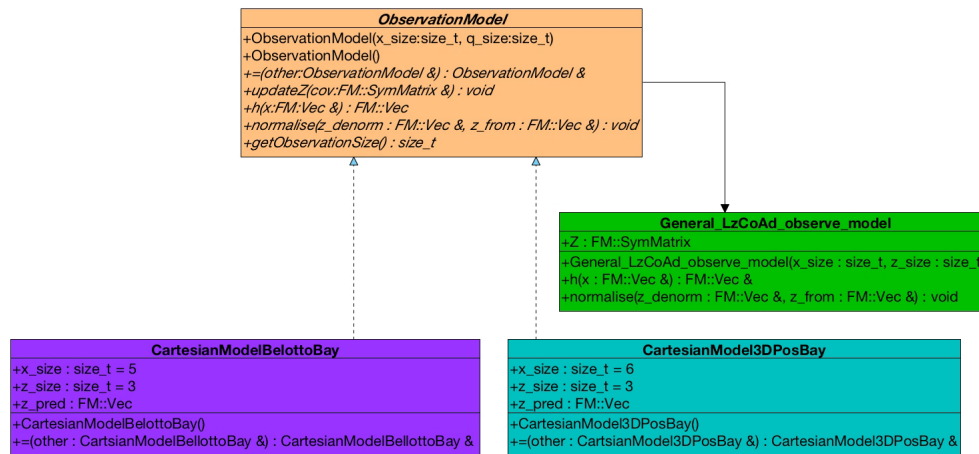 ObservationModel
+ObservationModel(x_size:size_t, q_size:size_t)
+ObservationModel()
+=(other:ObservationModel &) : ObservationModel &
+updateZ(cov:FM::SymMatrix &) : void
+h(x:FM:Vec &) : FM::Vec
+normalise(z_denorm : FM::Vec &, z_from : FM::Vec &) : void
+getObservationSize() : size_t
General_LzCoAd_observe_model
+Z : FM::SymMatrix
+General_LzCoAd_observe_model(x_size : size_t, z_size : size_t
+h(x : FM::Vec &) : FM::Vec &
+normalise(z_denorm : FM::Vec &, z_from : FM::Vec &) : void
CartesianModelBelottoBay
+x_size : size_t = 5
+z_size : size_t = 3
+z_pred : FM::Vec
+CartesianModelBelottoBay()
+=(other : CartsianModelBellottoBay &) : CartesianModelBellottoBay &
CartesianModel3DPosBay
+x_size : size_t = 6
+z_size : size_t = 3
+z_pred : FM::Vec
+CartesianModel3DPosBay()
+=(other : CartsianModel3DPosBay &) : CartesianModel3DPosBay &